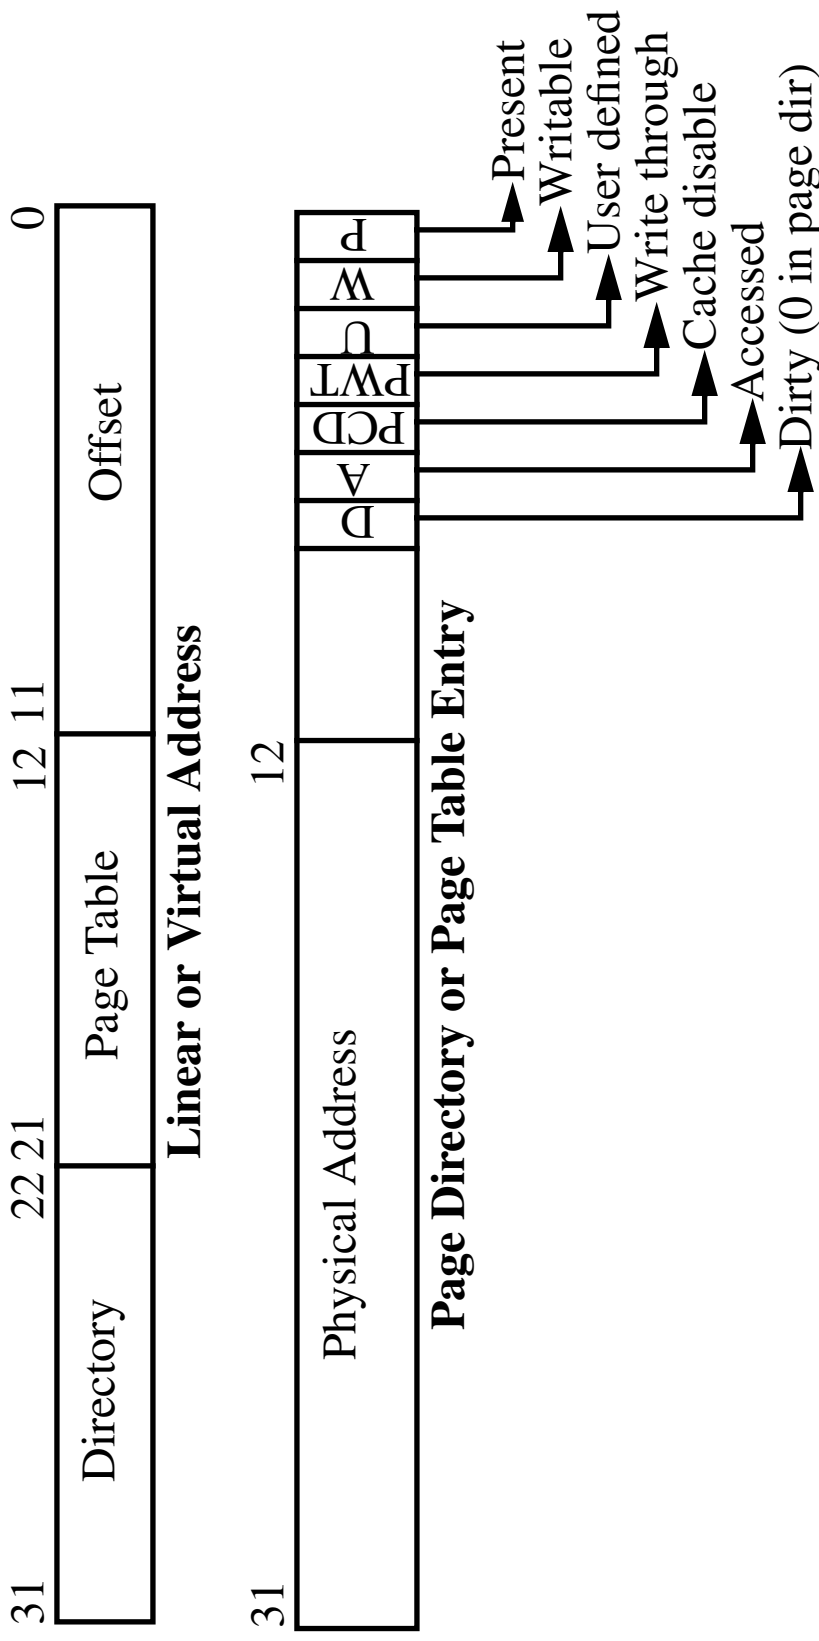 31 22 21 12 11 0
Directory Page Table Offset
Linear or Virtual Address
31 12
Physical Address D A PCD PWT U W P
Page Directory or Page Table Entry
Present
Writable
User defined
Write through
Cache disable
Accessed
Dirty (0 in page dir)